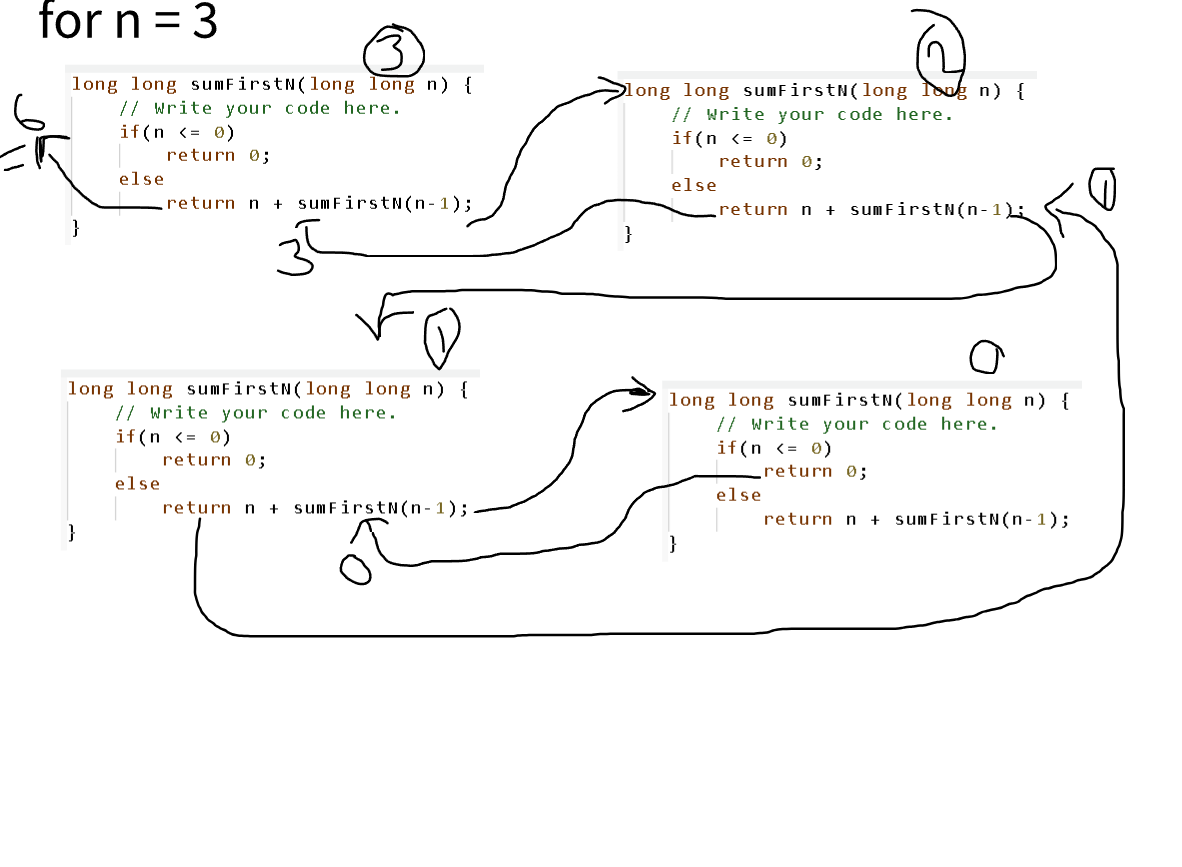 for n = 3
3
long long sumFirstN(long long n) {
// Write your code here.
if(n <= 0)
return 0;
else
return n + sumFirstN(n-1);
}
6
=
3
2
long long sumFirstN(long long n) {
// Write your code here.
if(n <= 0)
return 0;
else
return n + sumFirstN(n-1);
}
1
1
long long sumFirstN(long long n) {
// Write your code here.
if(n <= 0)
return 0;
else
return n + sumFirstN(n-1);
}
0
0
long long sumFirstN(long long n) {
// Write your code here.
if(n <= 0)
return 0;
else
return n + sumFirstN(n-1);
}